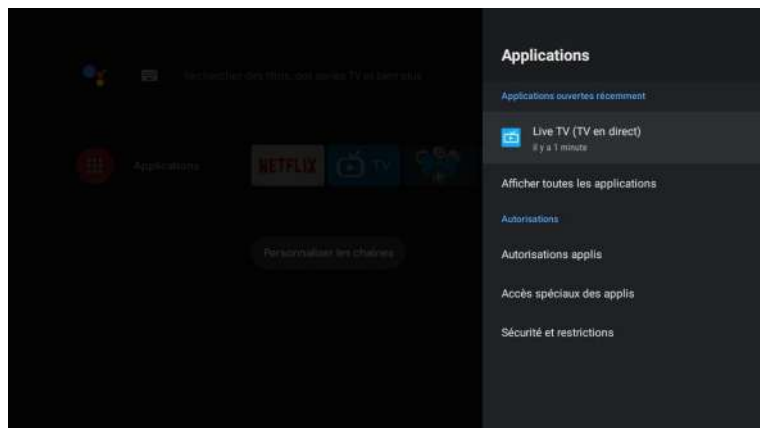 Rechercher des films, des séries TV et bien plus
Applications
NETFLIX
TV
Personnaliser les chaînes
Applications
Applications ouvertes récemment
Live TV (TV en direct)
Il y a 1 minute
Afficher toutes les applications
Autorisations
Autorisations applis
Accès spéciaux des applis
Sécurité et restrictions